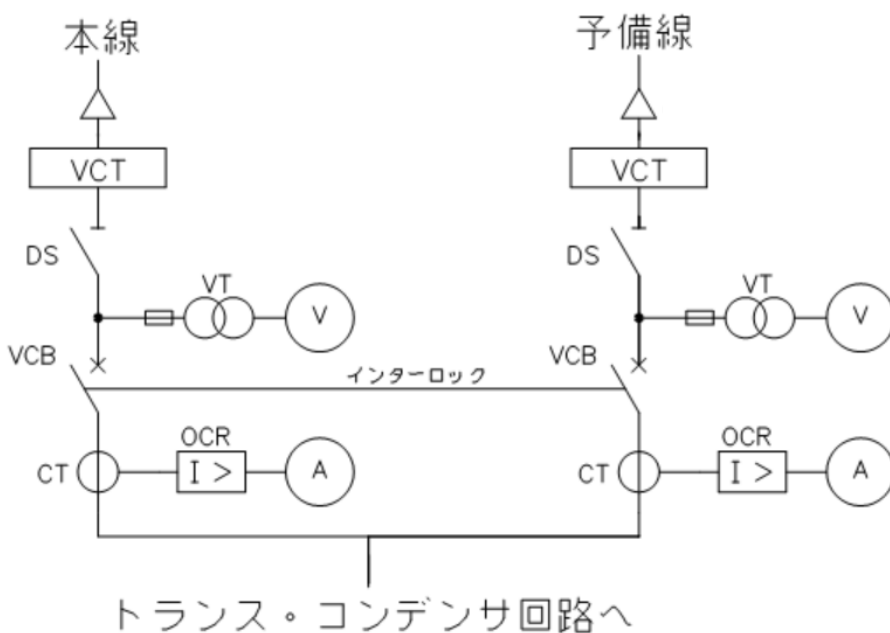 本線
予備線
VCT
VCT
DS
DS
VT
VT
V
V
VCB
VCB
インターロック
OCR
OCR
CT
I >
A
CT
I >
A
トランス・コンデンサ回路へ